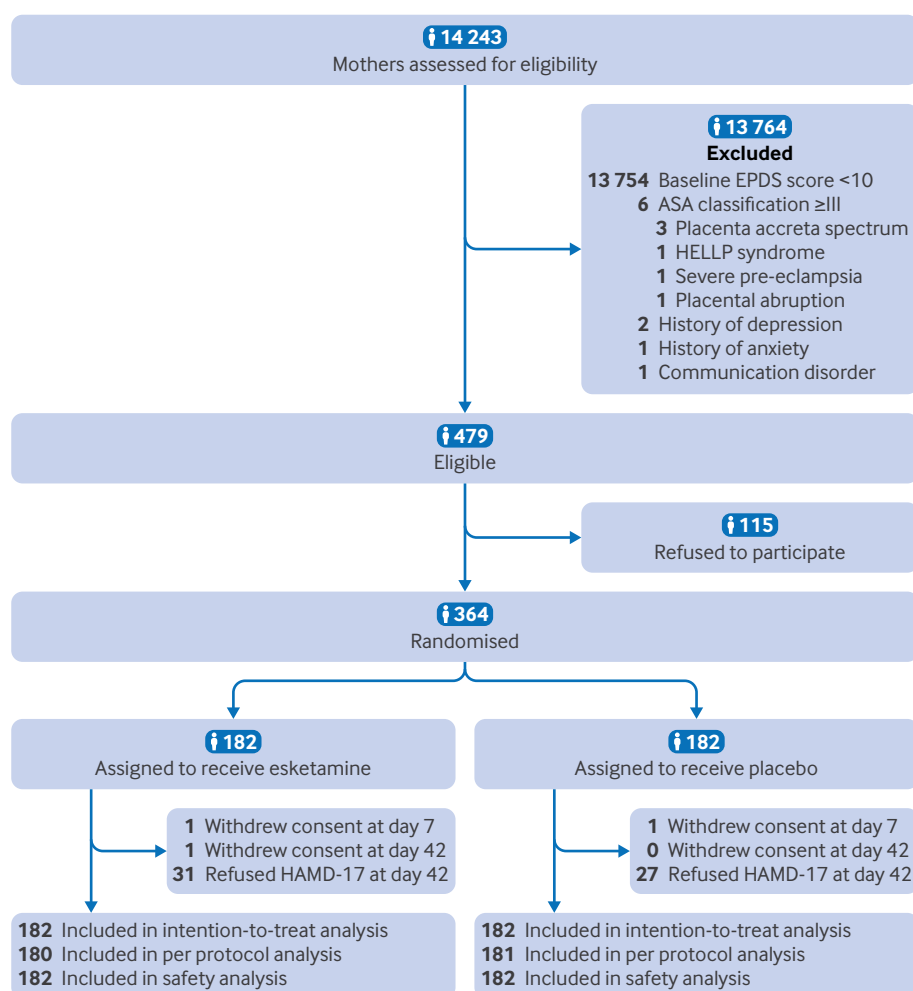 14 243
Mothers assessed for eligibility
13 764
Excluded
13 754 Baseline EPDS score <10
6 ASA classification ≥III
3 Placenta accreta spectrum
1 HELLP syndrome
1 Severe pre-eclampsia
1 Placental abruption
2 History of depression
1 History of anxiety
1 Communication disorder
479
Eligible
115
Refused to participate
364
Randomised
182
Assigned to receive esketamine
1 Withdrew consent at day 7
1 Withdrew consent at day 42
31 Refused HAMD-17 at day 42
182 Included in intention-to-treat analysis
180 Included in per protocol analysis
182 Included in safety analysis
182
Assigned to receive placebo
1 Withdrew consent at day 7
0 Withdrew consent at day 42
27 Refused HAMD-17 at day 42
182 Included in intention-to-treat analysis
181 Included in per protocol analysis
182 Included in safety analysis